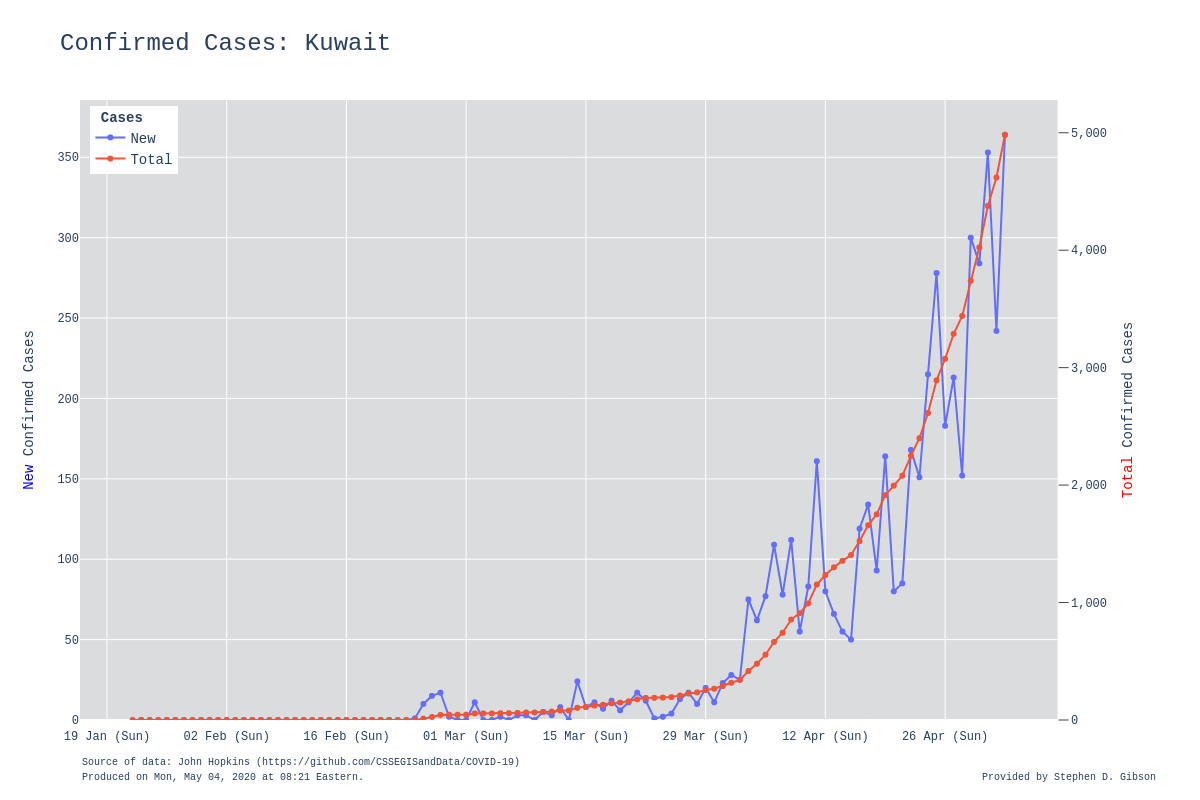 Confirmed Cases: Kuwait
Cases
New
Total
350
300
250
200
150
100
50
0
New Confirmed Cases
5,000
4,000
3,000
2,000
1,000
0
Total Confirmed Cases
19 Jan (Sun) 02 Feb (Sun) 16 Feb (Sun) 01 Mar (Sun) 15 Mar (Sun) 29 Mar (Sun) 12 Apr (Sun) 26 Apr (Sun)
Source of data: John Hopkins (https://github.com/CSSEGISandData/COVID-19)
Produced on Mon, May 04, 2020 at 08:21 Eastern.
Provided by Stephen D. Gibson